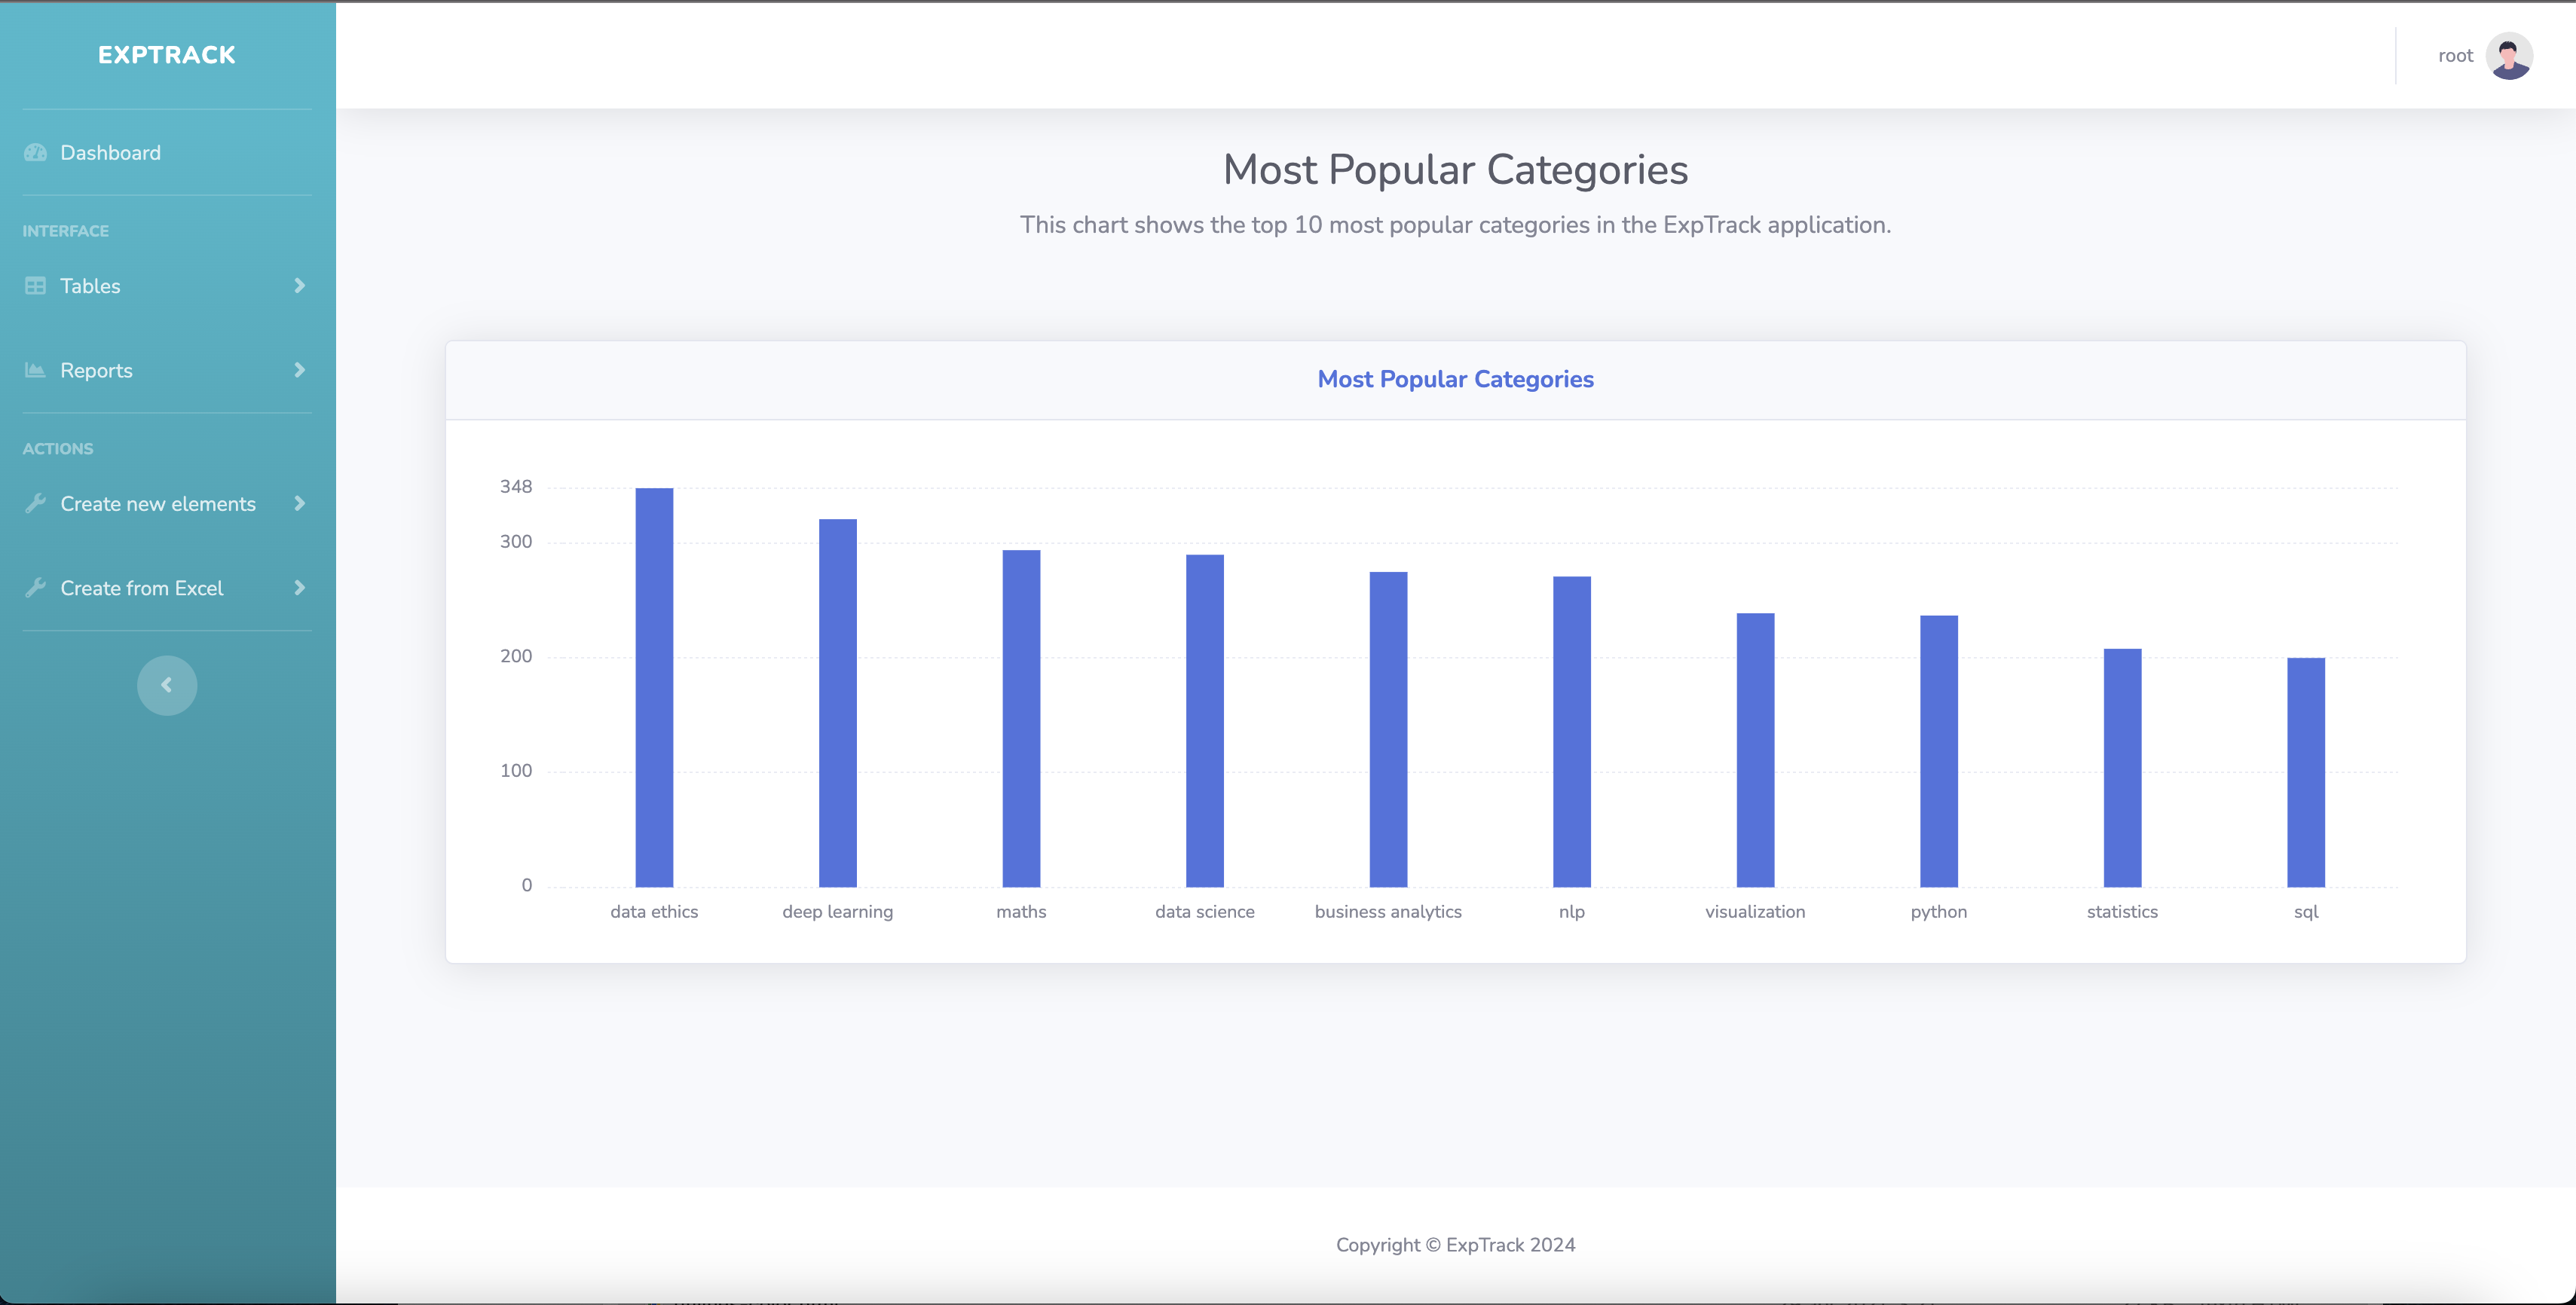 EXPTRACK
root
Dashboard
INTERFACE
Tables
Reports
ACTIONS
Create new elements
Create from Excel
Most Popular Categories
This chart shows the top 10 most popular categories in the ExpTrack application.
Most Popular Categories
348
300
200
100
0
data ethics deep learning maths data science business analytics nlp visualization python statistics sql
Copyright © ExpTrack 2024